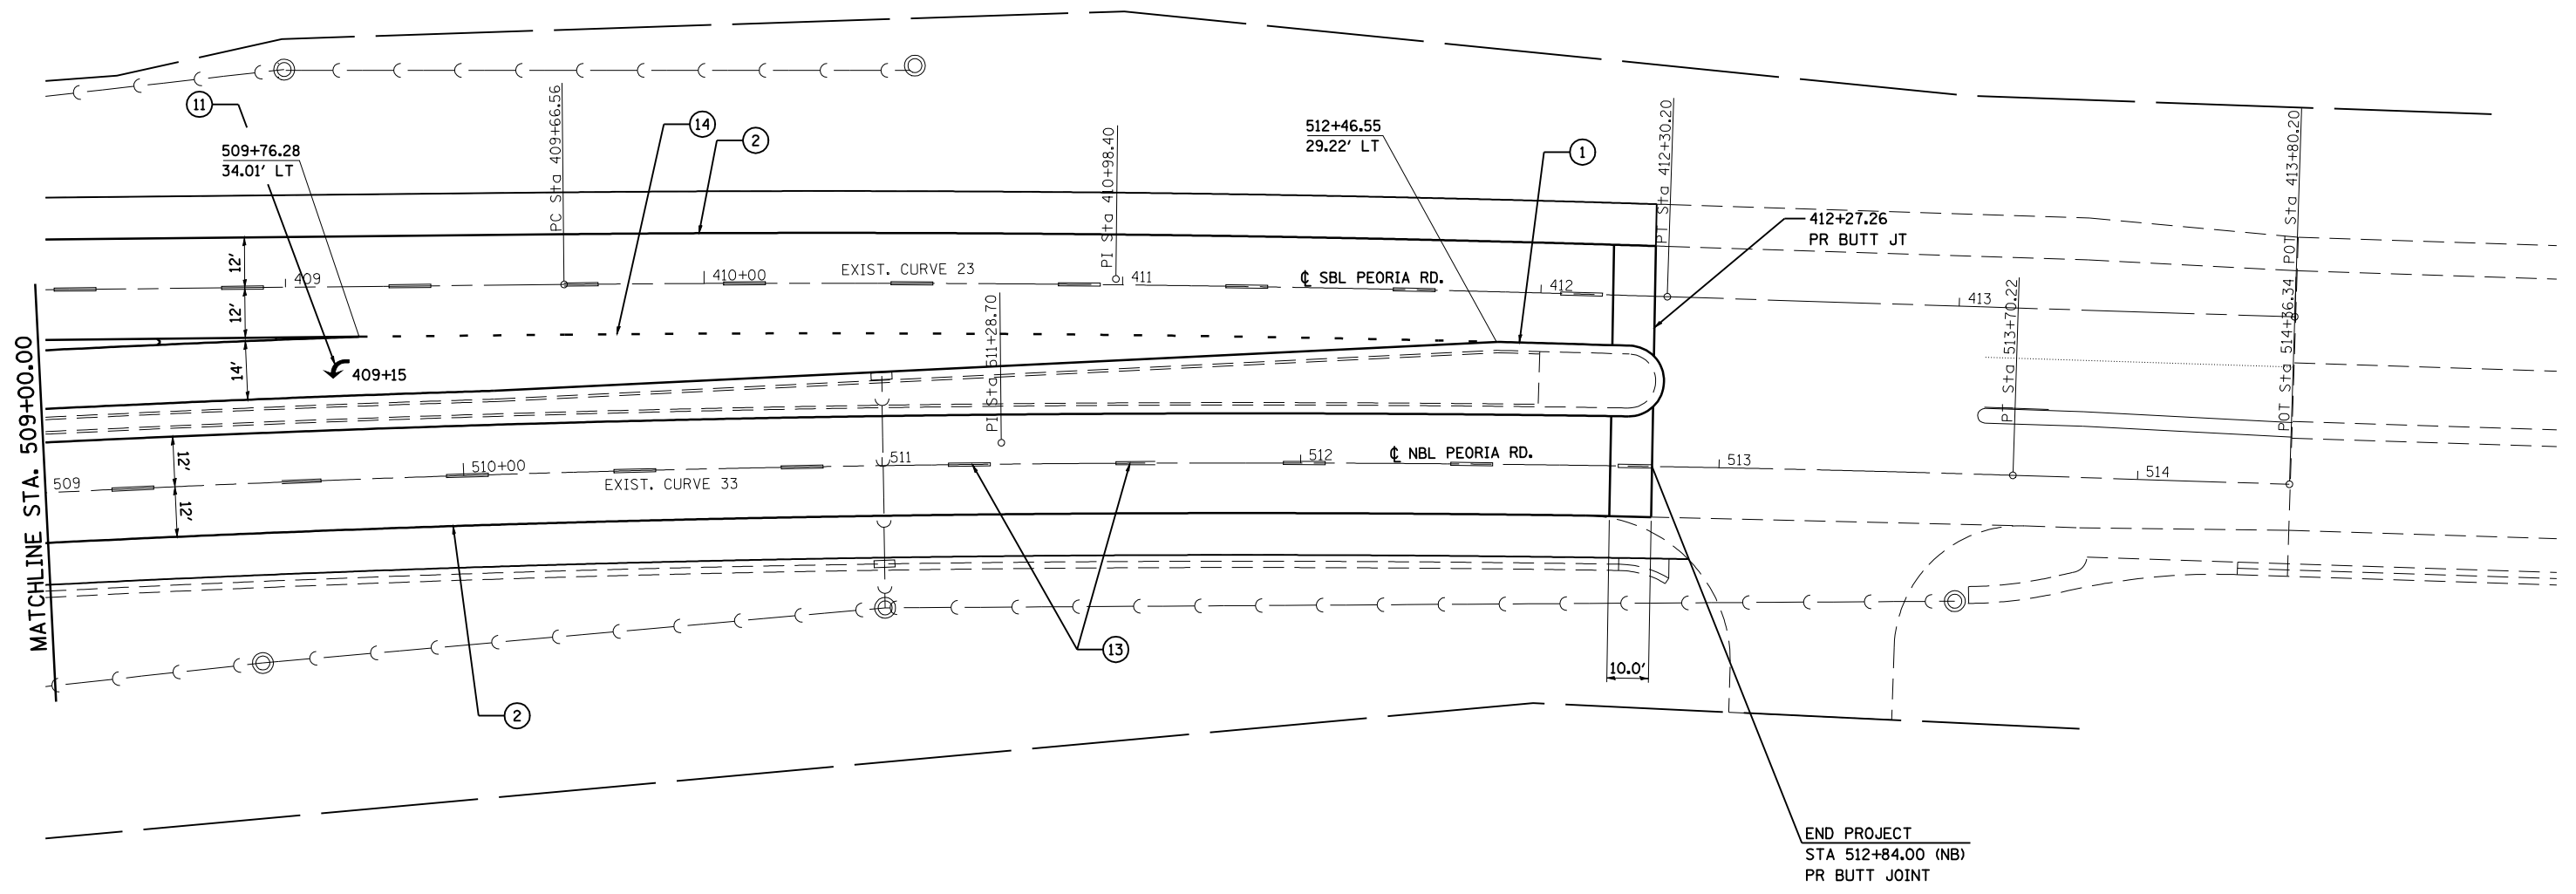 11
509+76.28
34.01' LT
PC Sta 409+66.56
14
2
PI Sta 410+98.40
512+46.55
29.22' LT
1
PT Sta 412+30.20
412+27.26
PR BUTT JT
POT Sta 413+80.20
12'
12'
14'
409
410+00
EXIST. CURVE 23
411
℄ SBL PEORIA RD.
412
413
409+15
PI Sta 511+28.70
PT Sta 513+70.22
POT Sta 514+36.34
MATCHLINE STA. 509+00.00
12'
12'
509
510+00
EXIST. CURVE 33
511
512
℄ NBL PEORIA RD.
513
514
13
10.0'
2
END PROJECT
STA 512+84.00 (NB)
PR BUTT JOINT